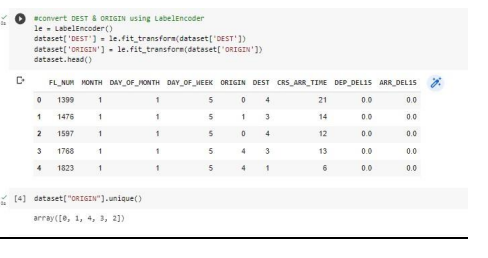 #convert DEST & ORIGIN using LabelEncoder
le = LabelEncoder()
dataset['DEST'] = le.fit_transform(dataset['DEST'])
dataset['ORIGIN'] = le.fit_transform(dataset['ORIGIN'])
dataset.head()
FL_NUM MONTH DAY_OF_MONTH DAY_OF_WEEK ORIGIN DEST CRS_ARR_TIME DEP_DEL15 ARR_DEL15
0 1399 1 1 5 0 4 21 0.0 0.0
1 1476 1 1 5 1 3 14 0.0 0.0
2 1597 1 1 5 0 4 12 0.0 0.0
3 1768 1 1 5 4 3 13 0.0 0.0
4 1823 1 1 5 4 1 6 0.0 0.0
[4] dataset["ORIGIN"].unique()
array([0, 1, 4, 3, 2])